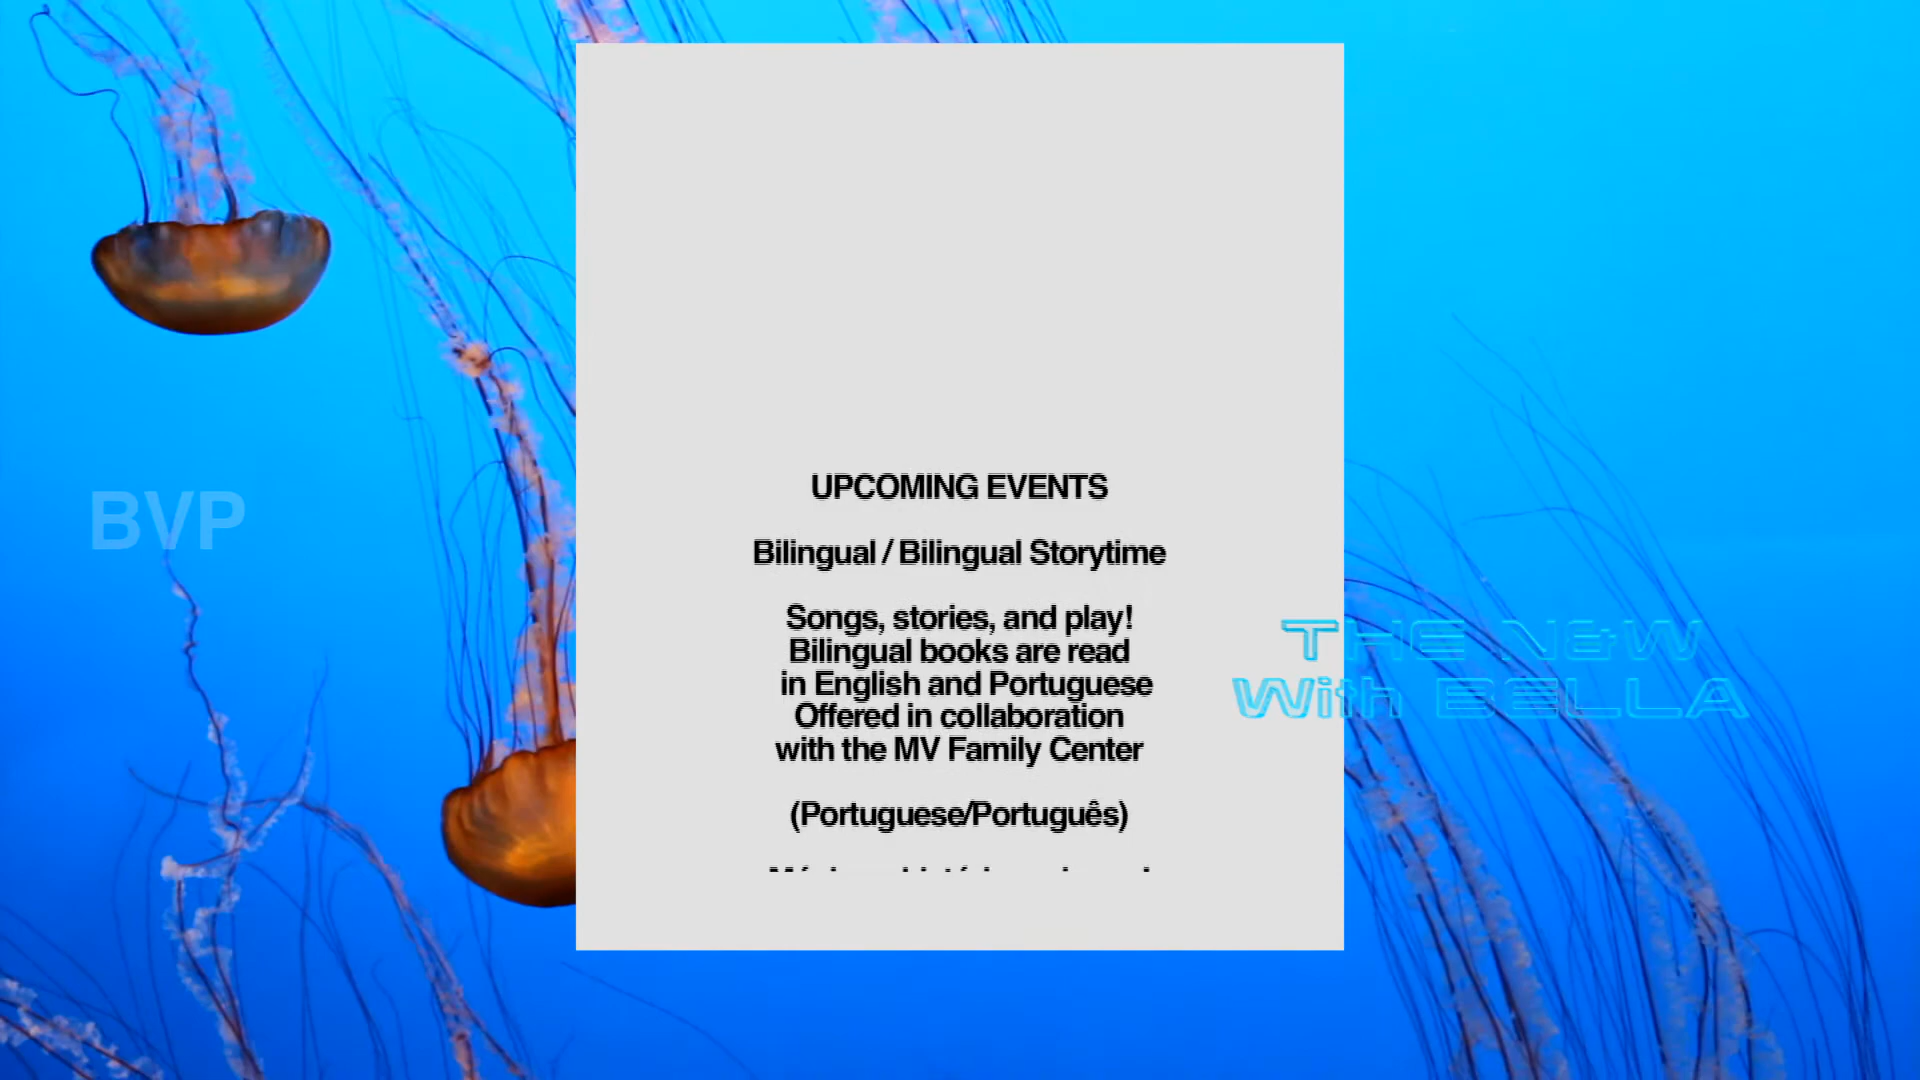 UPCOMING EVENTS
Bilingual / Bilingual Storytime
Songs, stories, and play!
Bilingual books are read
in English and Portuguese
Offered in collaboration
with the MV Family Center
(Portuguese/Português)
BVP
THE N&W
With BELLA